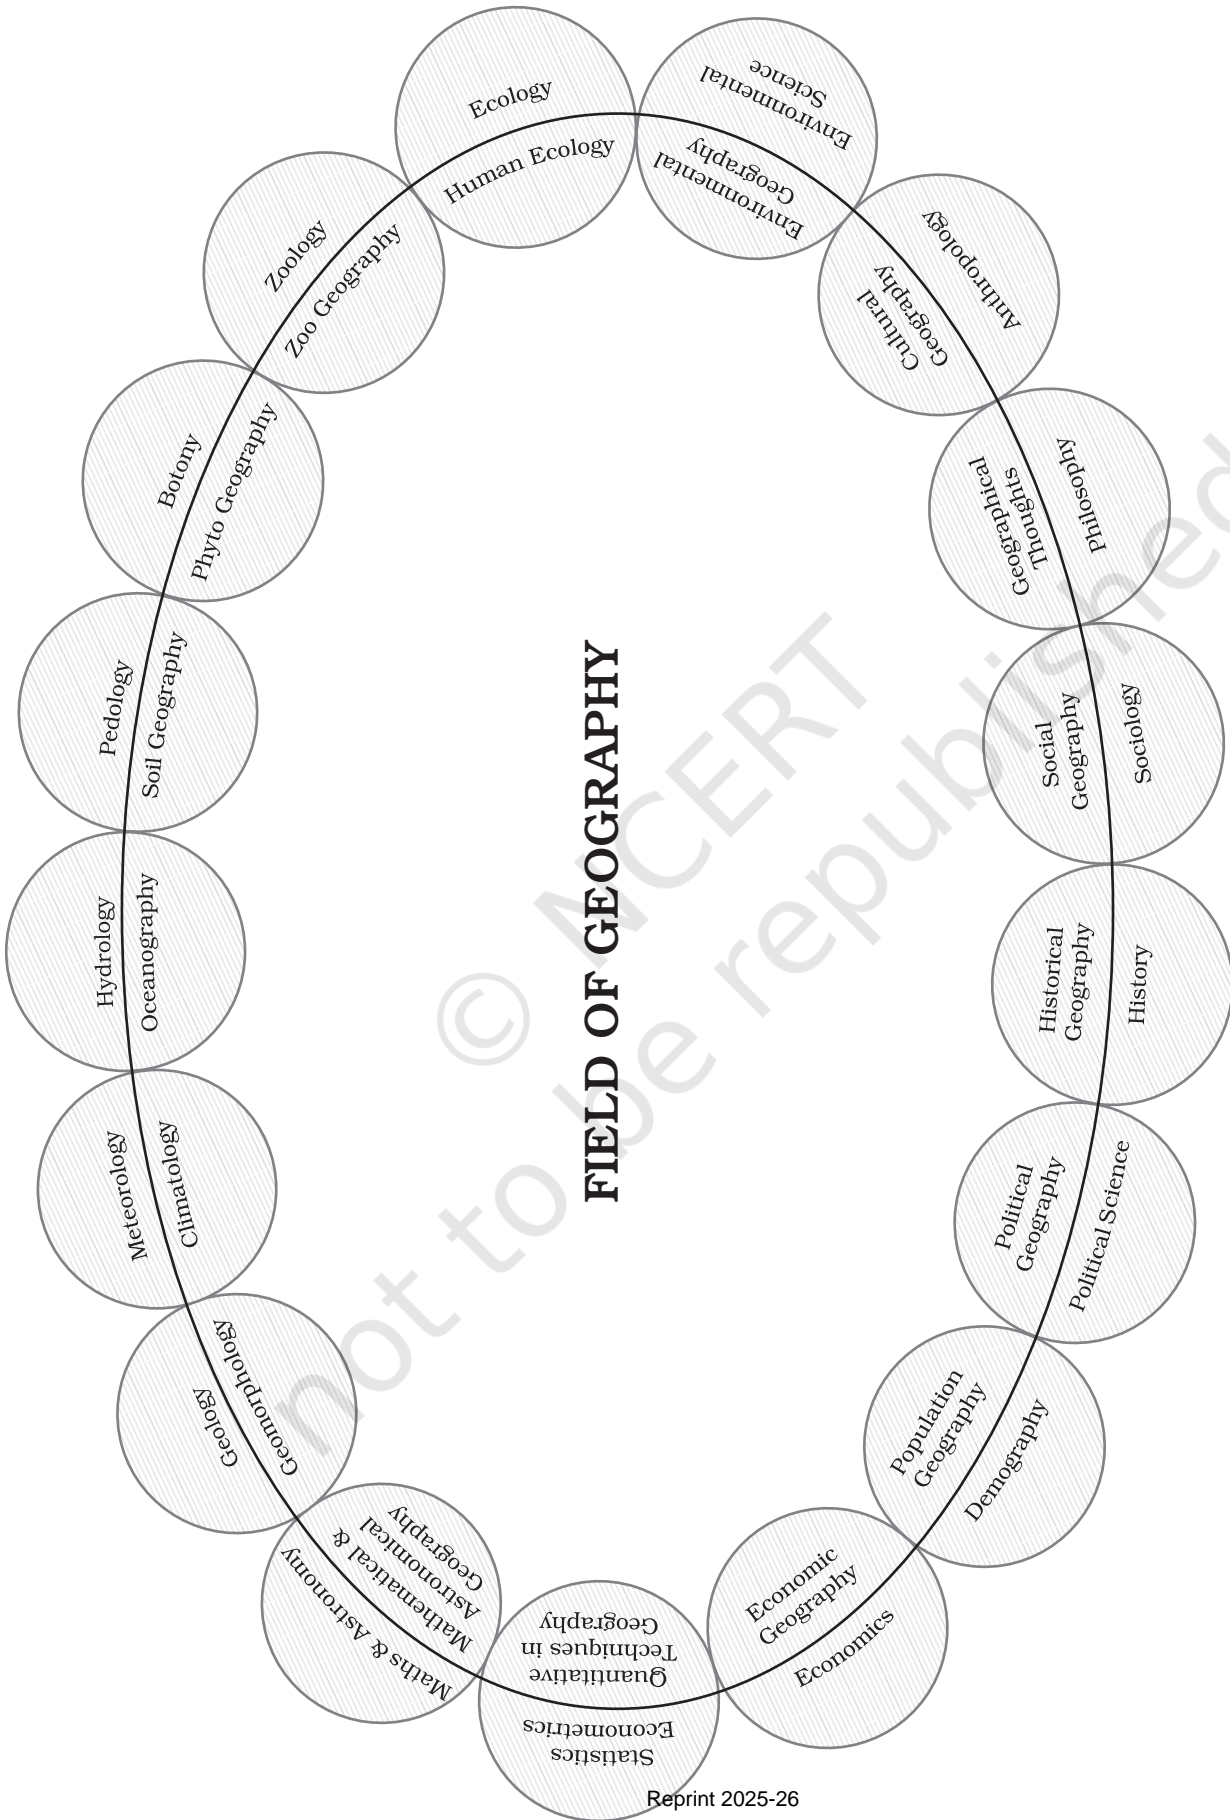 Ecology
Human Ecology
Environmental
Science
Environmental
Geography
Anthropology
Cultural
Geography
Philosophy
Geographical
Thoughts
Sociology
Social
Geography
History
Historical
Geography
Political Science
Political
Geography
Demography
Population
Geography
Economics
Economic
Geography
Statistics
Econometrics
Quantitative
Techniques in
Geography
Maths & Astronomy
Mathematical &
Astronomical
Geography
Geology
Geomorphology
Meteorology
Climatology
Hydrology
Oceanography
Pedology
Soil Geography
Botony
Phyto Geography
Zoology
Zoo Geography
FIELD OF GEOGRAPHY
© NCERT
not to be republished
Reprint 2025-26